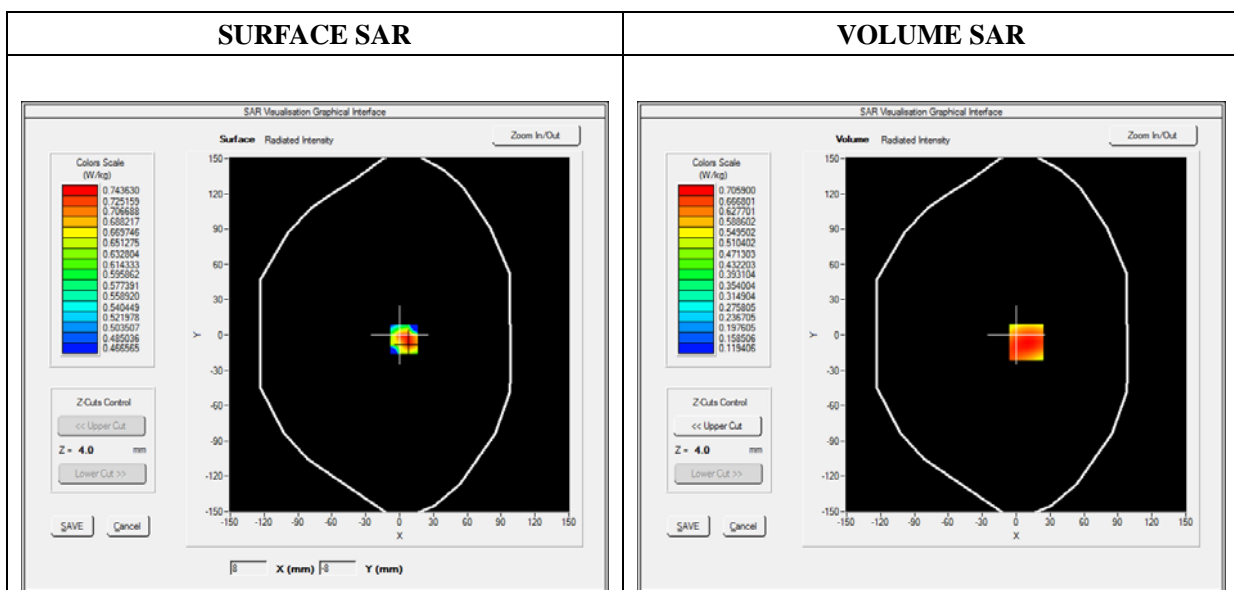 SURFACE SAR
VOLUME SAR
SAR Visualisation Graphical Interface
Surface Radiated Intensity
Zoom In/Out
Colors Scale
(W/kg)
0.743630
0.725159
0.706688
0.688217
0.669746
0.651275
0.632804
0.614333
0.595862
0.577391
0.558920
0.540449
0.521978
0.503507
0.485036
0.466565
150
120
90
60
30
0
-30
-60
-90
-120
-150
Y
-150 -120 -90 -60 -30 0 30 60 90 120 150
X
Z-Cuts Control
<< Upper Cut
Z = 4.0 mm
Lower Cut >>
SAVE Cancel
8 X (mm) -8 Y (mm)
SAR Visualisation Graphical Interface
Volume Radiated Intensity
Zoom In/Out
Colors Scale
(W/kg)
0.705900
0.666801
0.627701
0.588602
0.549502
0.510402
0.471303
0.432203
0.393104
0.354004
0.314904
0.275805
0.236705
0.197605
0.158506
0.119406
150
120
90
60
30
0
-30
-60
-90
-120
-150
Y
-150 -120 -90 -60 -30 0 30 60 90 120 150
X
Z-Cuts Control
<< Upper Cut
Z = 4.0 mm
Lower Cut >>
SAVE Cancel